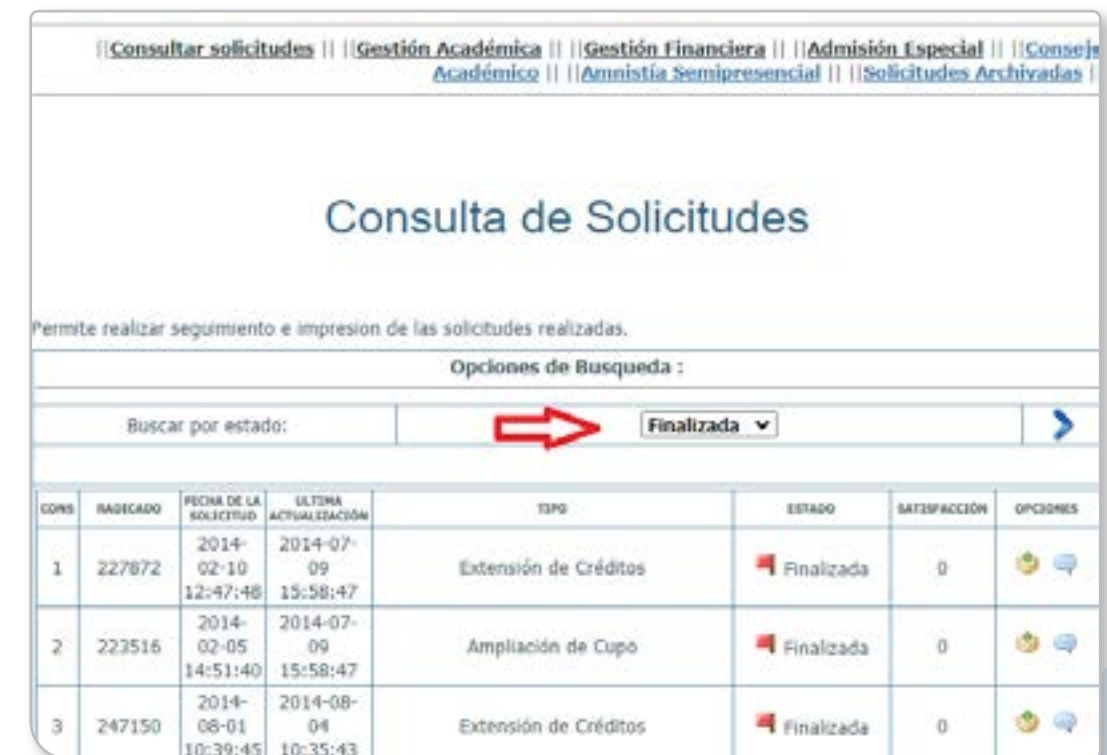 ||Consultar solicitudes || ||Gestión Académica || ||Gestión Financiera || ||Admisión Especial || ||Consejo
Académico || ||Amnistía Semipresencial || ||Solicitudes Archivadas ||
Consulta de Solicitudes
Permite realizar seguimiento e impresion de las solicitudes realizadas.
Opciones de Busqueda :
Buscar por estado: Finalizada
CONS RADICADO FECHA DE LA SOLICITUD ULTIMA ACTUALIZACIÓN TIPO ESTADO SATISFACCIÓN OPCIONES
1 227872 2014-02-10 12:47:48 2014-07-09 15:58:47 Extensión de Créditos Finalizada 0
2 223516 2014-02-05 14:51:40 2014-07-09 15:58:47 Ampliación de Cupo Finalizada 0
3 247150 2014-08-01 10:39:45 2014-08-04 10:35:43 Extensión de Créditos Finalizada 0